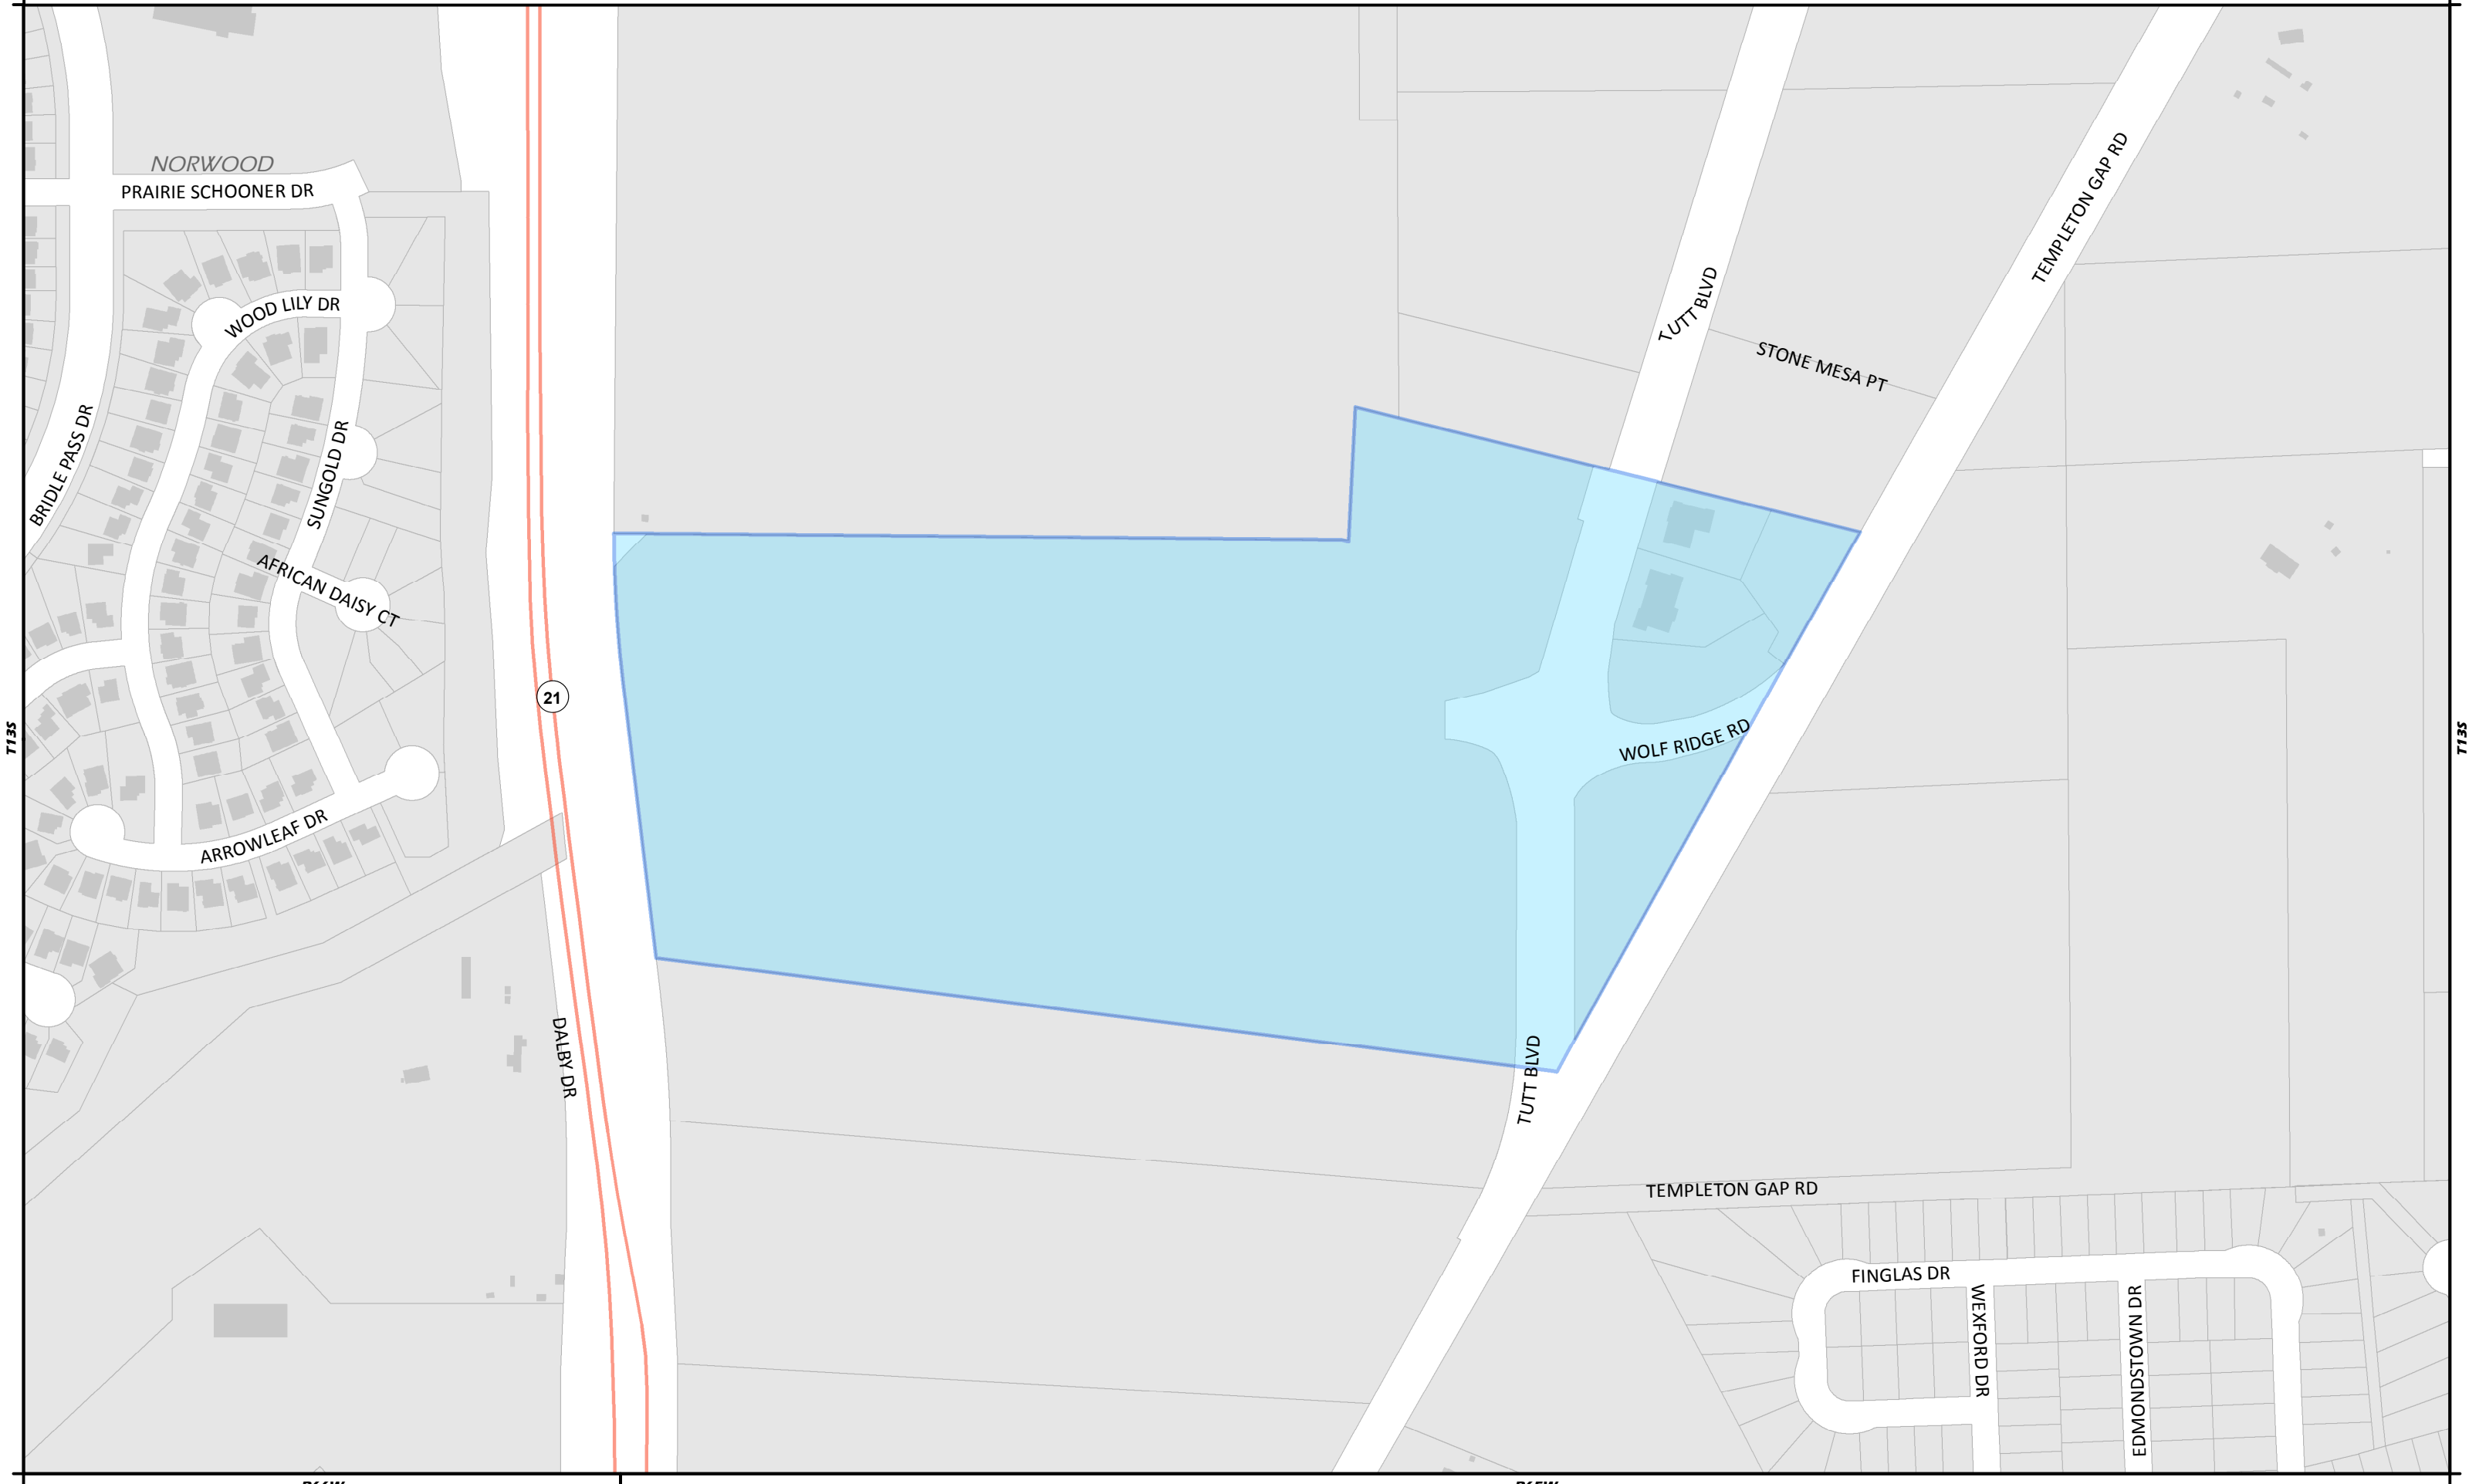 NORWOOD
PRAIRIE SCHOONER DR
TEMPLETON GAP RD
WOOD LILY DR
TUTT BLVD
STONE MESA PT
BRIDLE PASS DR
SUNGOLD DR
AFRICAN DAISY CT
21
T13S
WOLF RIDGE RD
T13S
ARROWLEAF DR
DALBY DR
TUTT BLVD
TEMPLETON GAP RD
FINGLAS DR
WEXFORD DR
EDMONDSTOWN DR